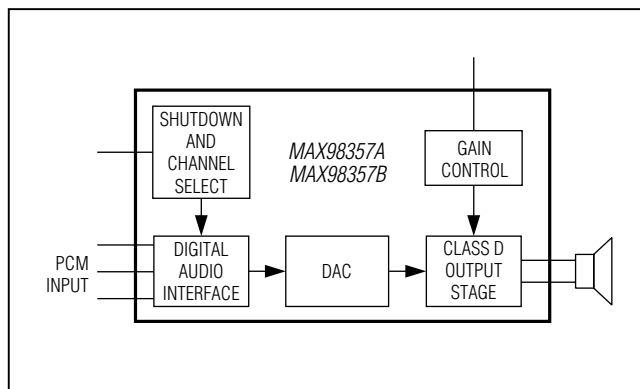 SHUTDOWN
AND
CHANNEL
SELECT
MAX98357A
MAX98357B
GAIN
CONTROL
PCM
INPUT
DIGITAL
AUDIO
INTERFACE
DAC
CLASS D
OUTPUT
STAGE